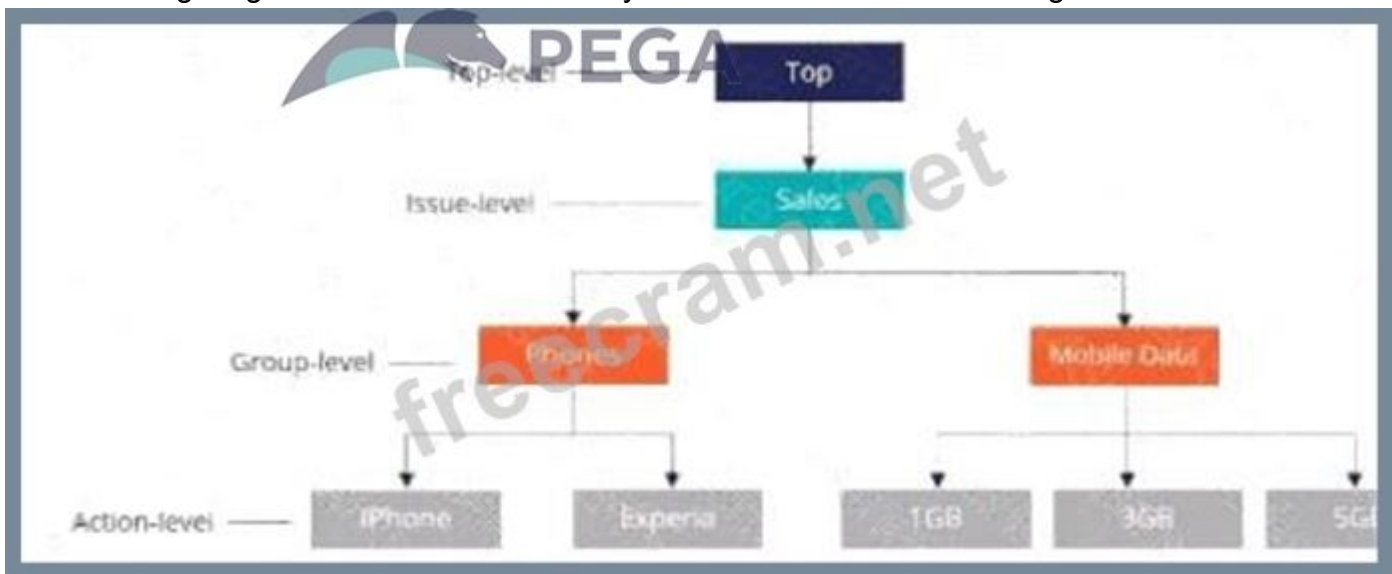 PEGA
Top-level
Top
Issue-level
Sales
freecram.net
Group-level
Phones
Mobile Data
Action-level
iPhone
Experia
1GB
3GB